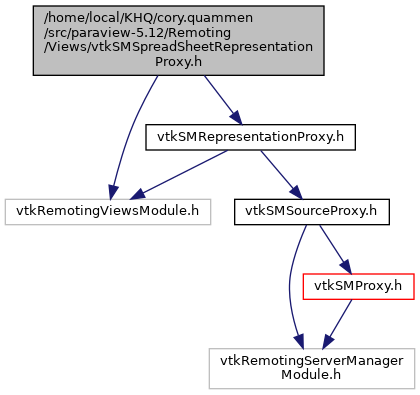 /home/local/KHQ/cory.quammen
/src/paraview-5.12/Remoting
/Views/vtkSMSpreadSheetRepresentation
Proxy.h
vtkSMRepresentationProxy.h
vtkRemotingViewsModule.h
vtkSMSourceProxy.h
vtkSMProxy.h
vtkRemotingServerManager
Module.h